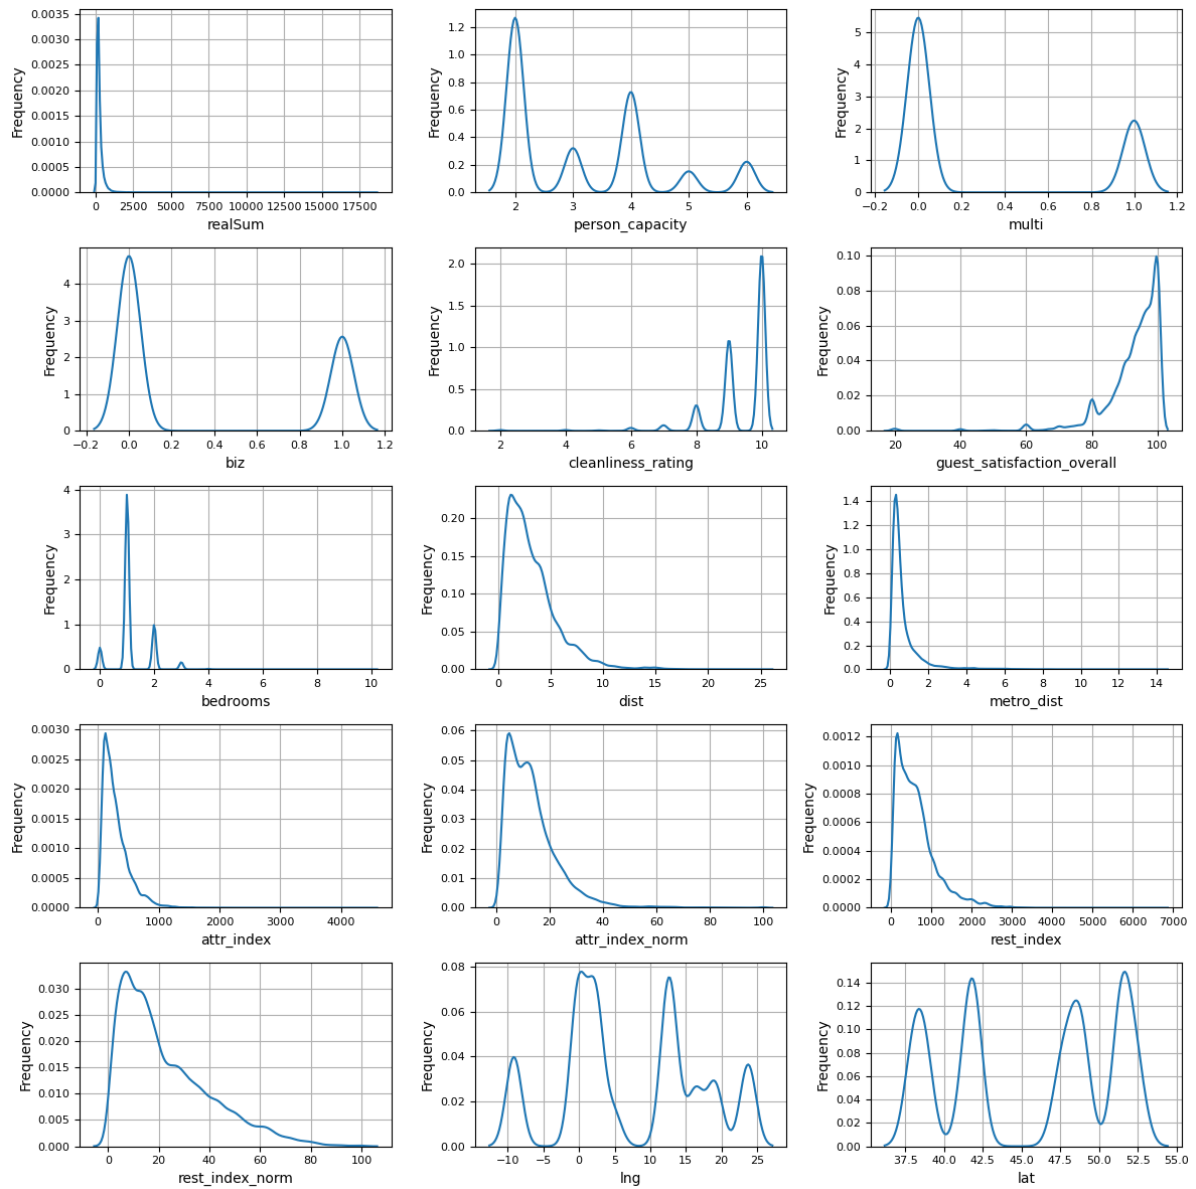 0.0035
0.0030
0.0025
0.0020
0.0015
0.0010
0.0005
0.0000
Frequency
0 2500 5000 7500 10000 12500 15000 17500
realSum
1.2
1.0
0.8
0.6
0.4
0.2
0.0
Frequency
2 3 4 5 6
person_capacity
5
4
3
2
1
0
Frequency
−0.2 0.0 0.2 0.4 0.6 0.8 1.0 1.2
multi
4
3
2
1
0
Frequency
−0.2 0.0 0.2 0.4 0.6 0.8 1.0 1.2
biz
2.0
1.5
1.0
0.5
0.0
Frequency
2 4 6 8 10
cleanliness_rating
0.10
0.08
0.06
0.04
0.02
0.00
Frequency
20 40 60 80 100
guest_satisfaction_overall
4
3
2
1
0
Frequency
0 2 4 6 8 10
bedrooms
0.20
0.15
0.10
0.05
0.00
Frequency
0 5 10 15 20 25
dist
1.4
1.2
1.0
0.8
0.6
0.4
0.2
0.0
Frequency
0 2 4 6 8 10 12 14
metro_dist
0.0030
0.0025
0.0020
0.0015
0.0010
0.0005
0.0000
Frequency
0 1000 2000 3000 4000
attr_index
0.06
0.05
0.04
0.03
0.02
0.01
0.00
Frequency
0 20 40 60 80 100
attr_index_norm
0.0012
0.0010
0.0008
0.0006
0.0004
0.0002
0.0000
Frequency
0 1000 2000 3000 4000 5000 6000 7000
rest_index
0.030
0.025
0.020
0.015
0.010
0.005
0.000
Frequency
0 20 40 60 80 100
rest_index_norm
0.08
0.06
0.04
0.02
0.00
Frequency
−10 −5 0 5 10 15 20 25
lng
0.14
0.12
0.10
0.08
0.06
0.04
0.02
0.00
Frequency
37.5 40.0 42.5 45.0 47.5 50.0 52.5 55.0
lat